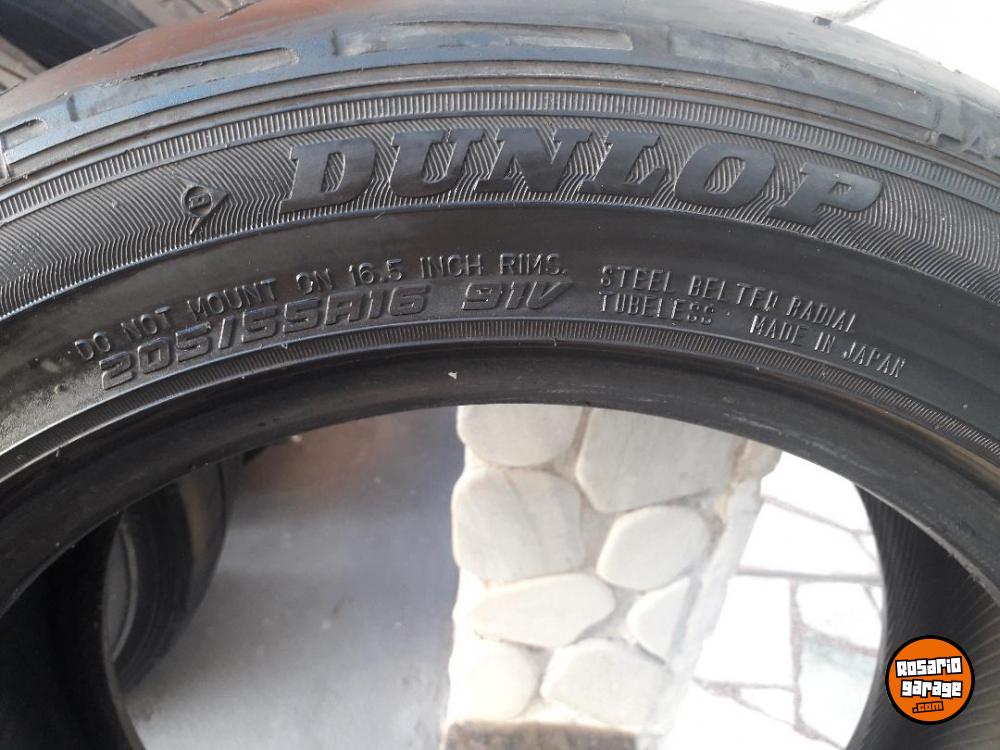 DUNLOP
DO NOT MOUNT ON 16.5 INCH RIMS.
205/55R16 91V
STEEL BELTED RADIAL
TUBELESS MADE IN JAPAN
ROSARIO
garage
.com